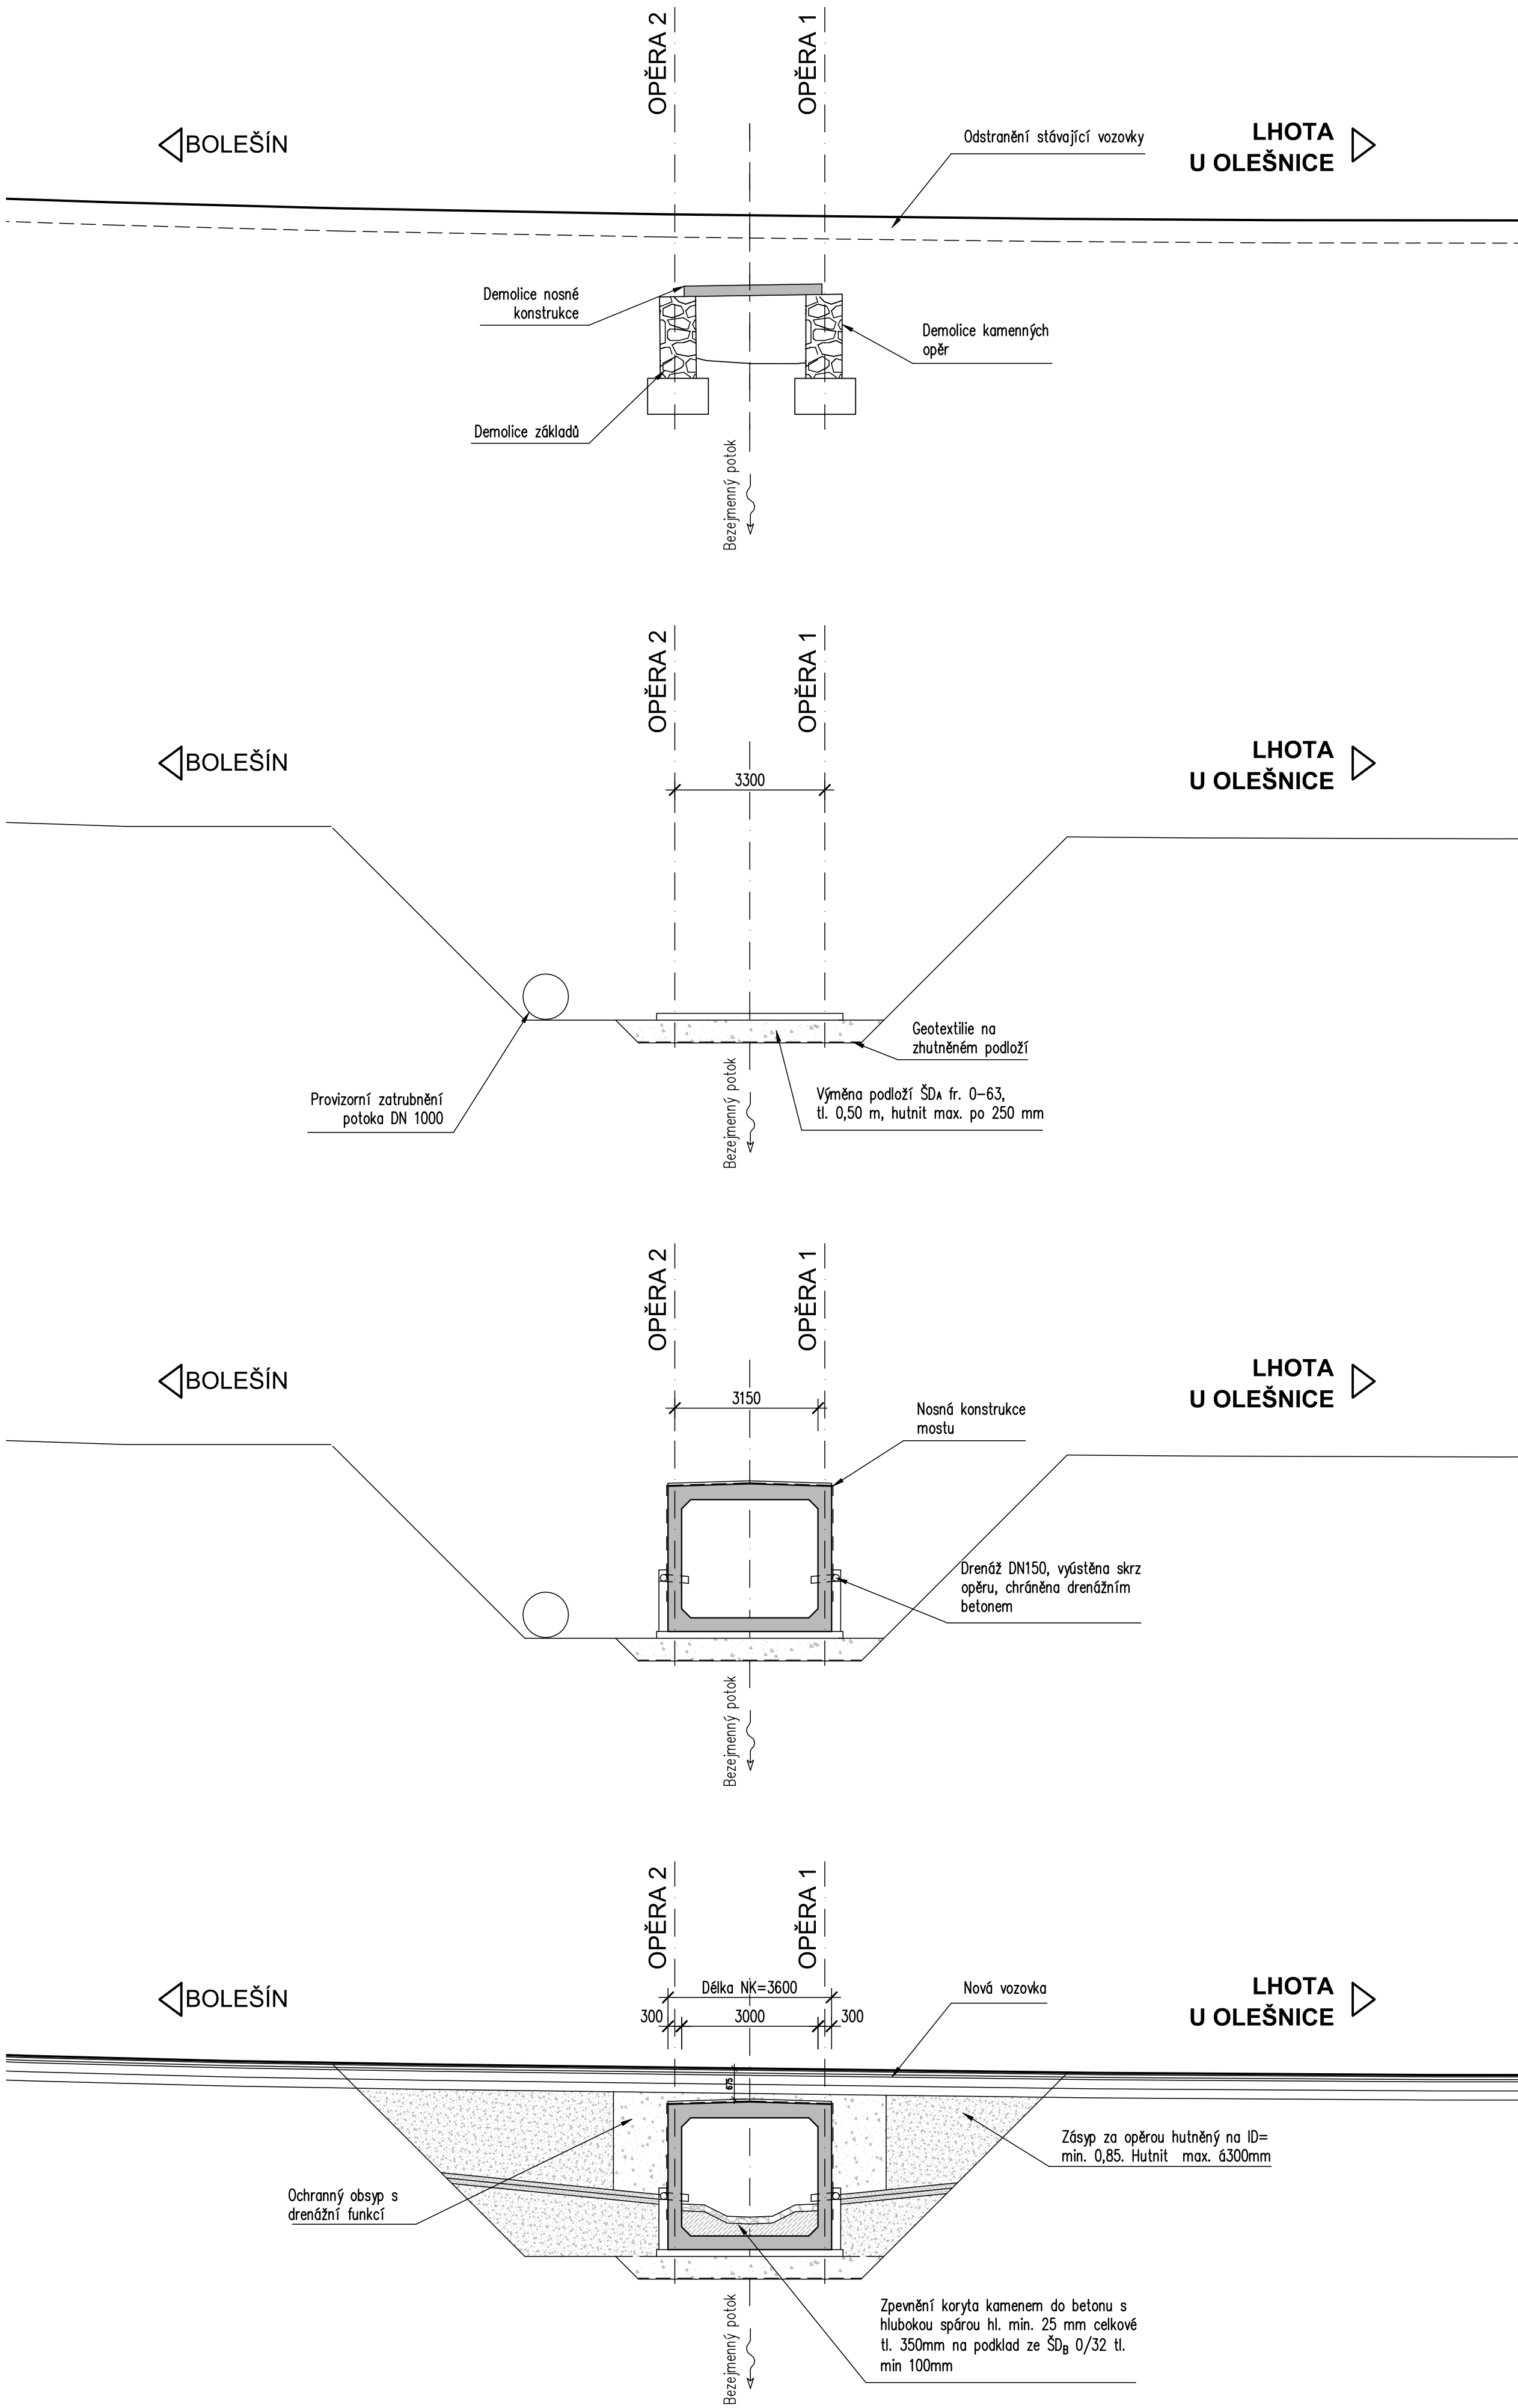 OPĚRA 2
OPĚRA 1
BOLEŠÍN
LHOTA
U OLEŠNICE
Odstranění stávající vozovky
Demolice nosné
konstrukce
Demolice kamenných
opěr
Demolice základů
Bezejmenný potok
OPĚRA 2
OPĚRA 1
BOLEŠÍN
LHOTA
U OLEŠNICE
3300
Geotextilie na
zhutněném podloží
Provizorní zatrubnění
potoka DN 1000
Výměna podloží ŠDA fr. 0-63,
tl. 0,50 m, hutnit max. po 250 mm
Bezejmenný potok
OPĚRA 2
OPĚRA 1
BOLEŠÍN
LHOTA
U OLEŠNICE
3150
Nosná konstrukce
mostu
Drenáž DN150, vyústěna skrz
opěru, chráněna drenážním
betonem
Bezejmenný potok
OPĚRA 2
OPĚRA 1
BOLEŠÍN
LHOTA
U OLEŠNICE
Délka NK=3600
Nová vozovka
300
3000
300
675
Zásyp za opěrou hutněný na ID=
min. 0,85. Hutnit max. á300mm
Ochranný obsyp s
drenážní funkcí
Zpevnění koryta kamenem do betonu s
hlubokou spárou hl. min. 25 mm celkové
tl. 350mm na podklad ze ŠDB 0/32 tl.
min 100mm
Bezejmenný potok